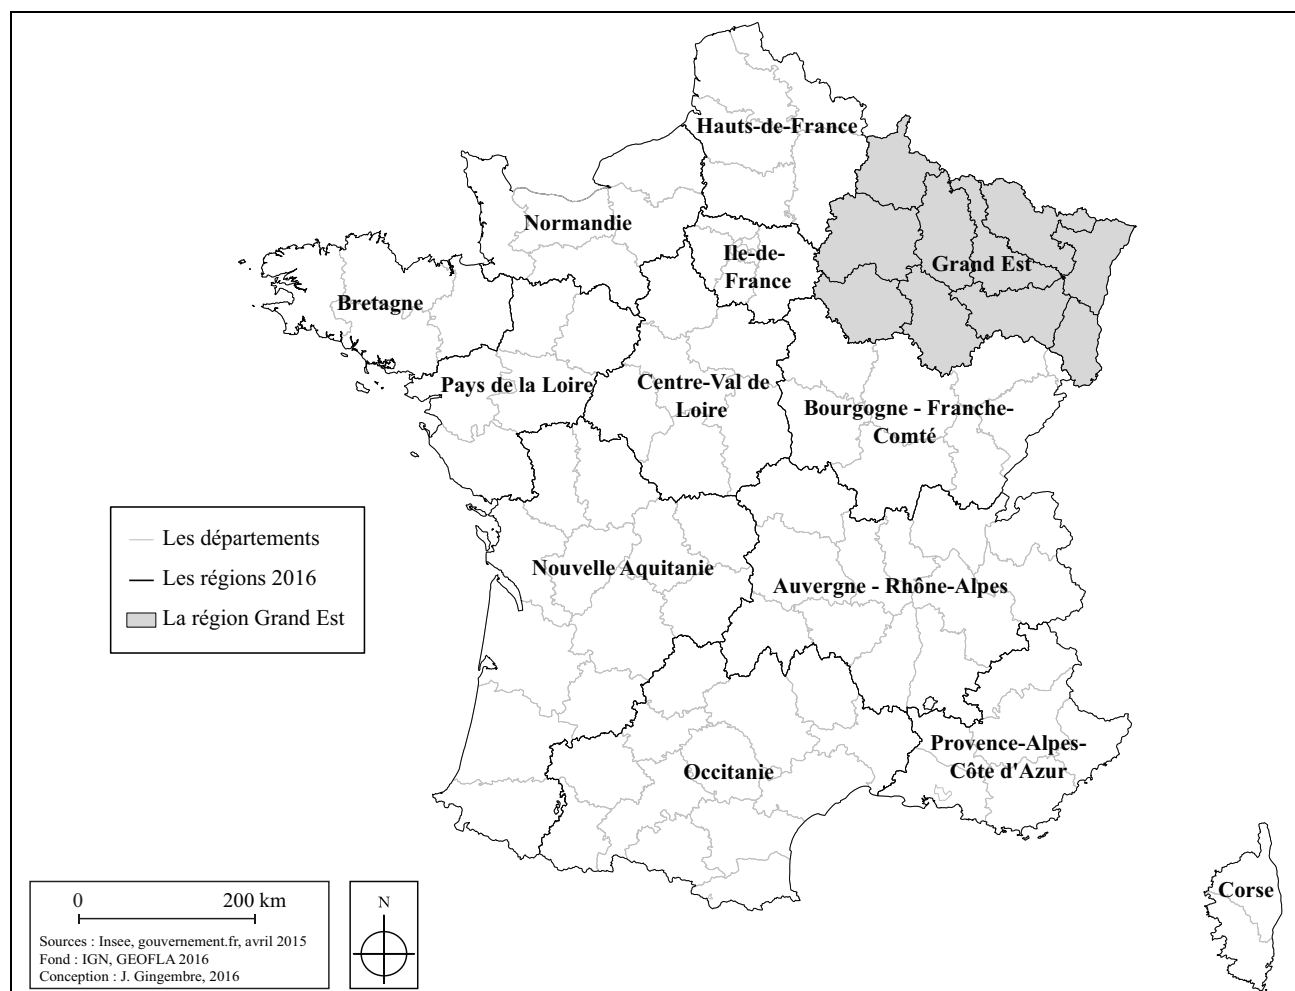 Hauts-de-France
Normandie
Ile-de-
France
Grand Est
Bretagne
Pays de la Loire
Centre-Val de
Loire
Bourgogne - Franche-
Comté
Nouvelle Aquitanie
Auvergne - Rhône-Alpes
Occitanie
Provence-Alpes-
Côte d'Azur
Corse
Les départements
Les régions 2016
La région Grand Est
0 200 km
Sources : Insee, gouvernement.fr, avril 2015
Fond : IGN, GEOFLA 2016
Conception : J. Gingembre, 2016
N